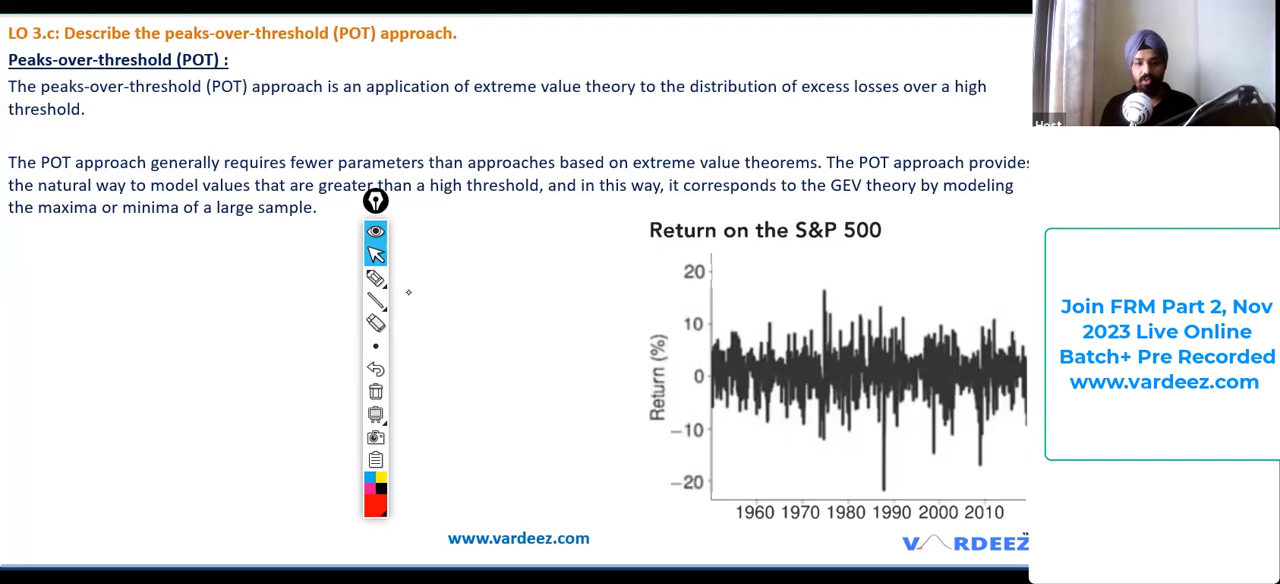 LO 3.c: Describe the peaks-over-threshold (POT) approach.
Peaks-over-threshold (POT) :
The peaks-over-threshold (POT) approach is an application of extreme value theory to the distribution of excess losses over a high
threshold.
The POT approach generally requires fewer parameters than approaches based on extreme value theorems. The POT approach provides
the natural way to model values that are greater than a high threshold, and in this way, it corresponds to the GEV theory by modeling
the maxima or minima of a large sample.
Return on the S&P 500
Return (%)
20
10
0
−10
−20
1960 1970 1980 1990 2000 2010
www.vardeez.com
VARDEEZ
Host
Join FRM Part 2, Nov
2023 Live Online
Batch+ Pre Recorded
www.vardeez.com